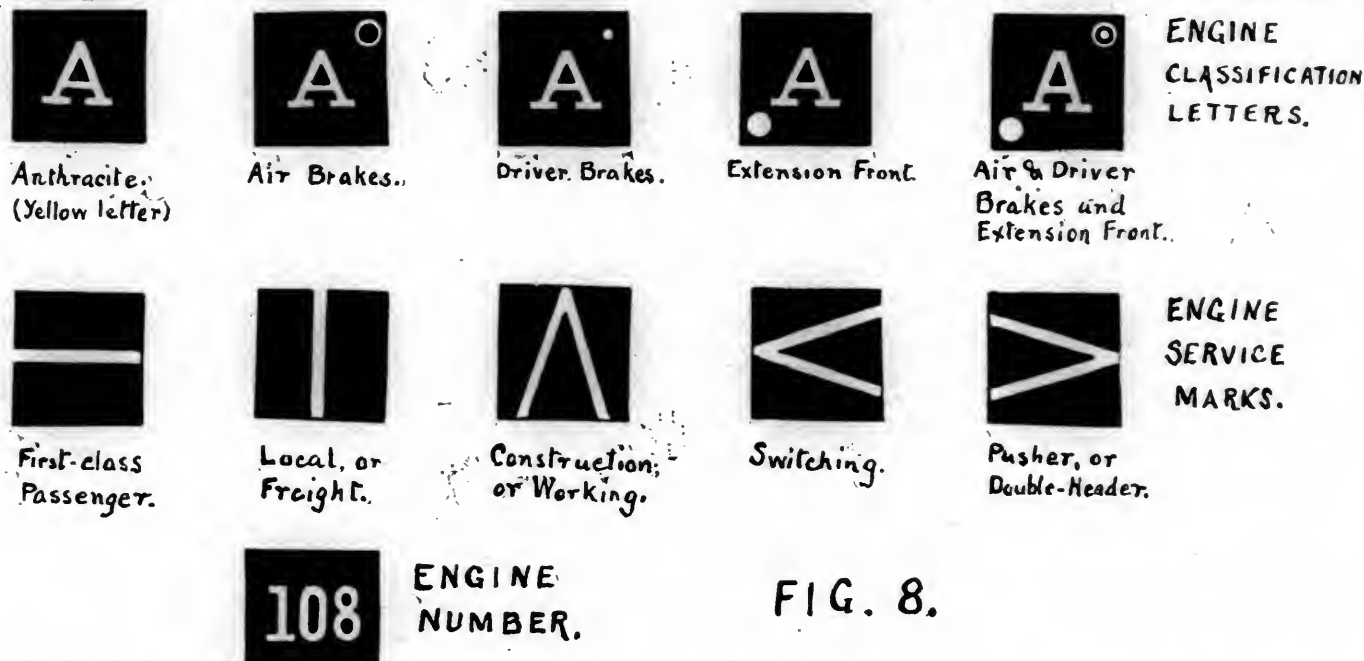 A A A A A
ENGINE
CLASSIFICATION
LETTERS.
Anthracite.
(Yellow letter)
Air Brakes.
Driver Brakes.
Extension Front.
Air & Driver
Brakes and
Extension Front.
ENGINE
SERVICE
MARKS.
First-class
Passenger.
Local, or
Freight.
Construction,
or Working.
Switching.
Pusher, or
Double-Header.
108
ENGINE
NUMBER.
FIG. 8.